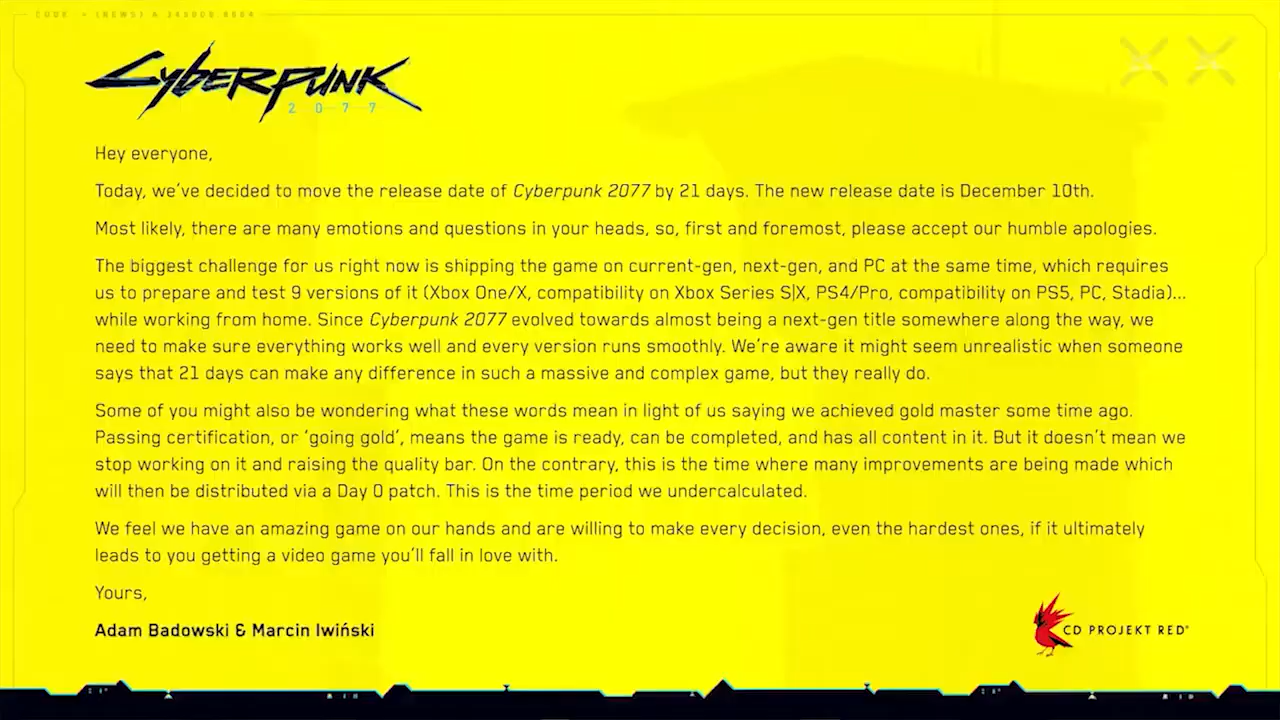 CYBERPUNK
2077
Hey everyone,
Today, we've decided to move the release date of Cyberpunk 2077 by 21 days. The new release date is December 10th.
Most likely, there are many emotions and questions in your heads, so, first and foremost, please accept our humble apologies.
The biggest challenge for us right now is shipping the game on current-gen, next-gen, and PC at the same time, which requires
us to prepare and test 9 versions of it (Xbox One/X, compatibility on Xbox Series S|X, PS4/Pro, compatibility on PS5, PC, Stadia)...
while working from home. Since Cyberpunk 2077 evolved towards almost being a next-gen title somewhere along the way, we
need to make sure everything works well and every version runs smoothly. We're aware it might seem unrealistic when someone
says that 21 days can make any difference in such a massive and complex game, but they really do.
Some of you might also be wondering what these words mean in light of us saying we achieved gold master some time ago.
Passing certification, or 'going gold', means the game is ready, can be completed, and has all content in it. But it doesn't mean we
stop working on it and raising the quality bar. On the contrary, this is the time where many improvements are being made which
will then be distributed via a Day 0 patch. This is the time period we undercalculated.
We feel we have an amazing game on our hands and are willing to make every decision, even the hardest ones, if it ultimately
leads to you getting a video game you'll fall in love with.
Yours,
Adam Badowski & Marcin Iwiński
CD PROJEKT RED®